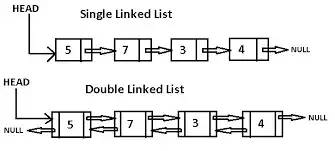 HEAD
Single Linked List
5 7 3 4 NULL
HEAD
Double Linked List
NULL 5 7 3 4 NULL